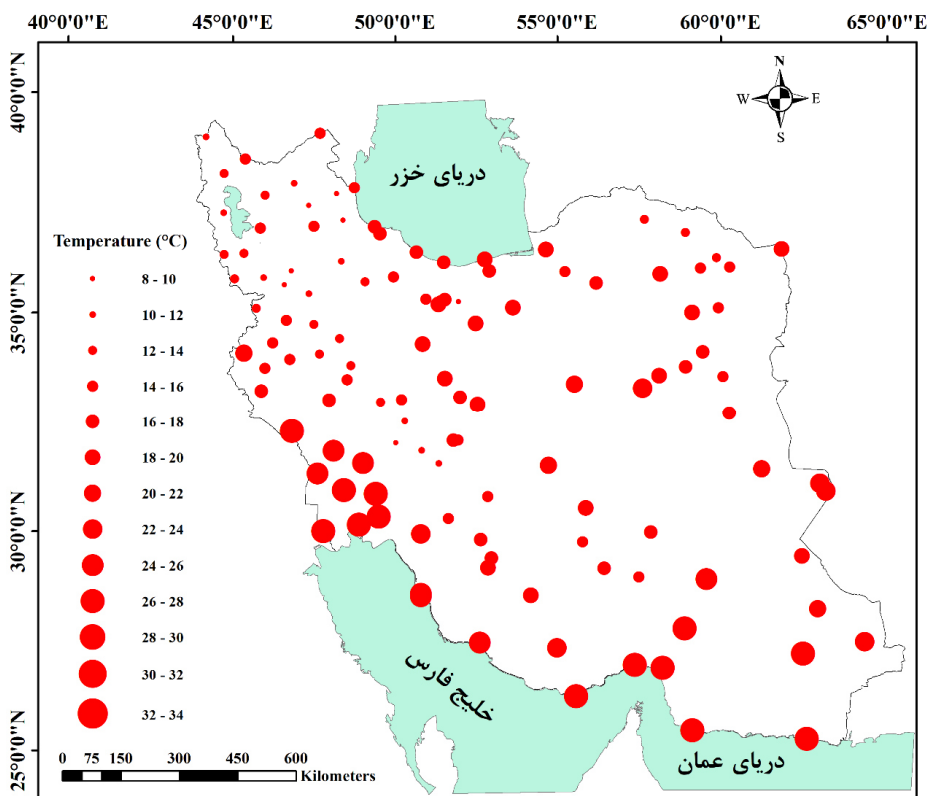 40°0'0"E 45°0'0"E 50°0'0"E 55°0'0"E 60°0'0"E 65°0'0"E
40°0'0"N
35°0'0"N
30°0'0"N
25°0'0"N
N
W E
S
دریای خزر
Temperature (°C)
8 - 10
10 - 12
12 - 14
14 - 16
16 - 18
18 - 20
20 - 22
22 - 24
24 - 26
26 - 28
28 - 30
30 - 32
32 - 34
خلیج فارس
دریای عمان
0 75 150 300 450 600
Kilometers